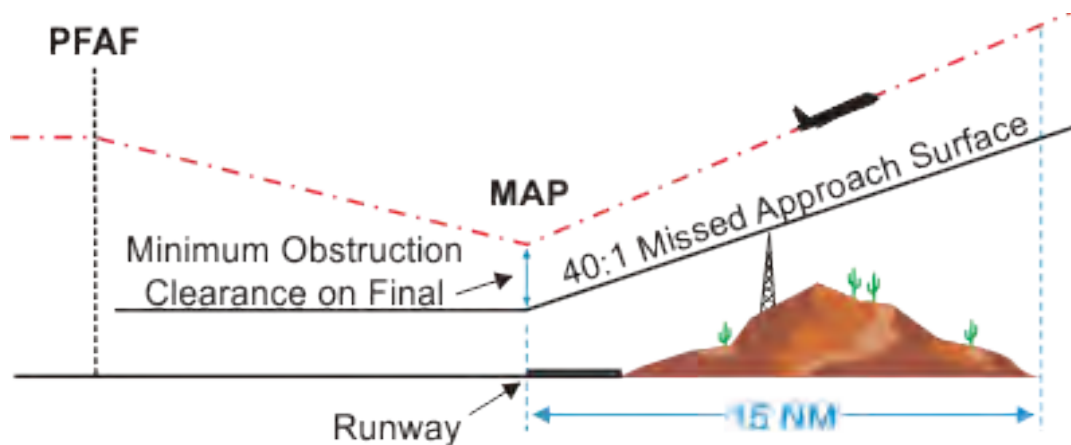 PFAF
MAP
Minimum Obstruction
Clearance on Final
40:1 Missed Approach Surface
Runway
15 NM